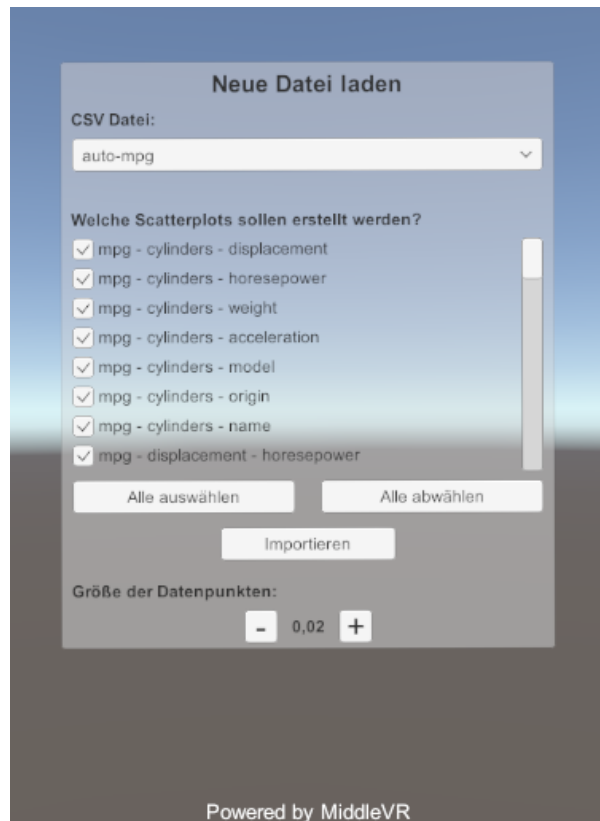 Neue Datei laden
CSV Datei:
auto-mpg
Welche Scatterplots sollen erstellt werden?
mpg - cylinders - displacement
mpg - cylinders - horesepower
mpg - cylinders - weight
mpg - cylinders - acceleration
mpg - cylinders - model
mpg - cylinders - origin
mpg - cylinders - name
mpg - displacement - horesepower
Alle auswählen Alle abwählen
Importieren
Größe der Datenpunkten:
- 0,02 +
Powered by MiddleVR